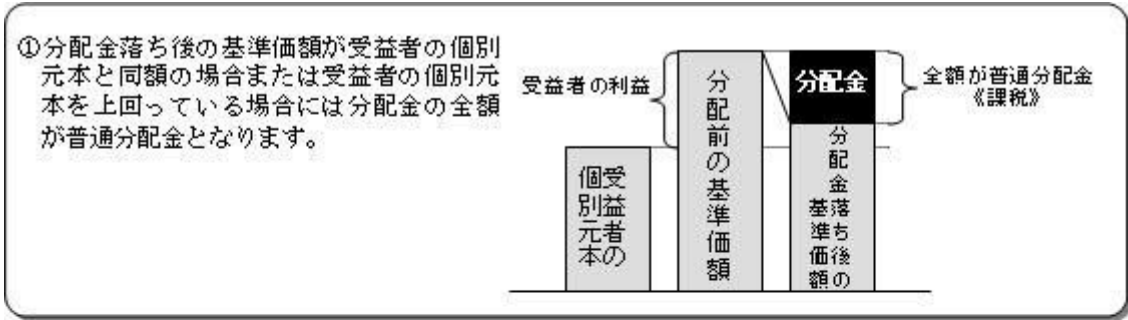 ①分配金落ち後の基準価額が受益者の個別
元本と同額の場合または受益者の個別元
本を上回っている場合には分配金の全額
が普通分配金となります。
受益者の利益
受益者の
個別元本
分配前の基準価額
分配金
分配金落ち後の
基準価額
全額が普通分配金
《課税》